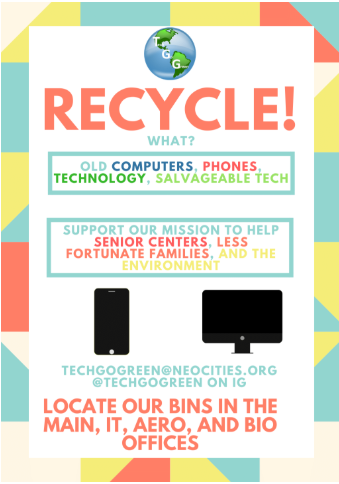 T
G
G
RECYCLE!
WHAT?
OLD COMPUTERS, PHONES,
TECHNOLOGY, SALVAGEABLE TECH
SUPPORT OUR MISSION TO HELP
SENIOR CENTERS, LESS
FORTUNATE FAMILIES, AND THE
ENVIRONMENT
TECHGOGREEN@NEOCITIES.ORG
@TECHGOGREEN ON IG
LOCATE OUR BINS IN THE
MAIN, IT, AERO, AND BIO
OFFICES